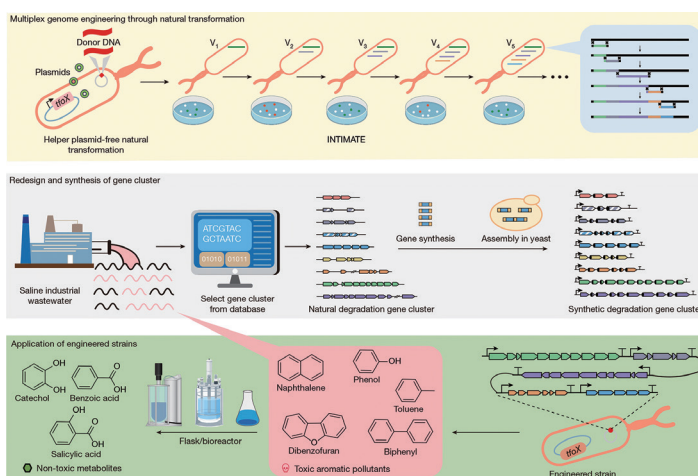 Multiplex genome engineering through natural transformation
Donor DNA
Plasmids
tfoX
Helper plasmid-free natural
transformation
V1
V2
V3
V4
V5
INTIMATE
Redesign and synthesis of gene cluster
Saline industrial
wastewater
ATCGTAC
GCTAATC
01010
01011
Select gene cluster
from database
Natural degradation gene cluster
Gene synthesis
Assembly in yeast
Synthetic degradation gene cluster
Application of engineered strains
OH
OH
Catechol
O
OH
Benzoic acid
OH
O
OH
Salicylic acid
Non-toxic metabolites
Flask/bioreactor
Naphthalene
OH
Phenol
Toluene
O
Dibenzofuran
Biphenyl
Toxic aromatic pollutants
tfoX
Engineered strain